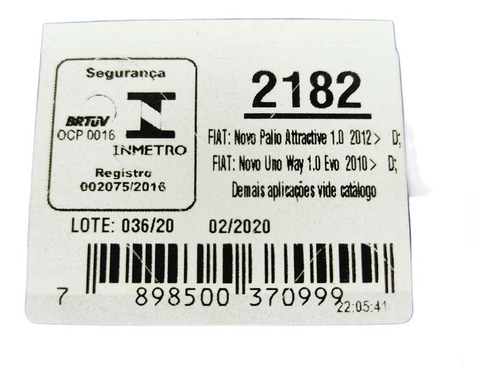 Segurança
BRTÜV
OCP 0016
INMETRO
Registro
002075/2016
2182
FIAT: Novo Palio Attractive 1.0 2012> D;
FIAT: Novo Uno Way 1.0 Evo 2010> D;
Demais aplicações vide catálogo
LOTE: 036/20 02/2020
7 898500 370999
22:05:41